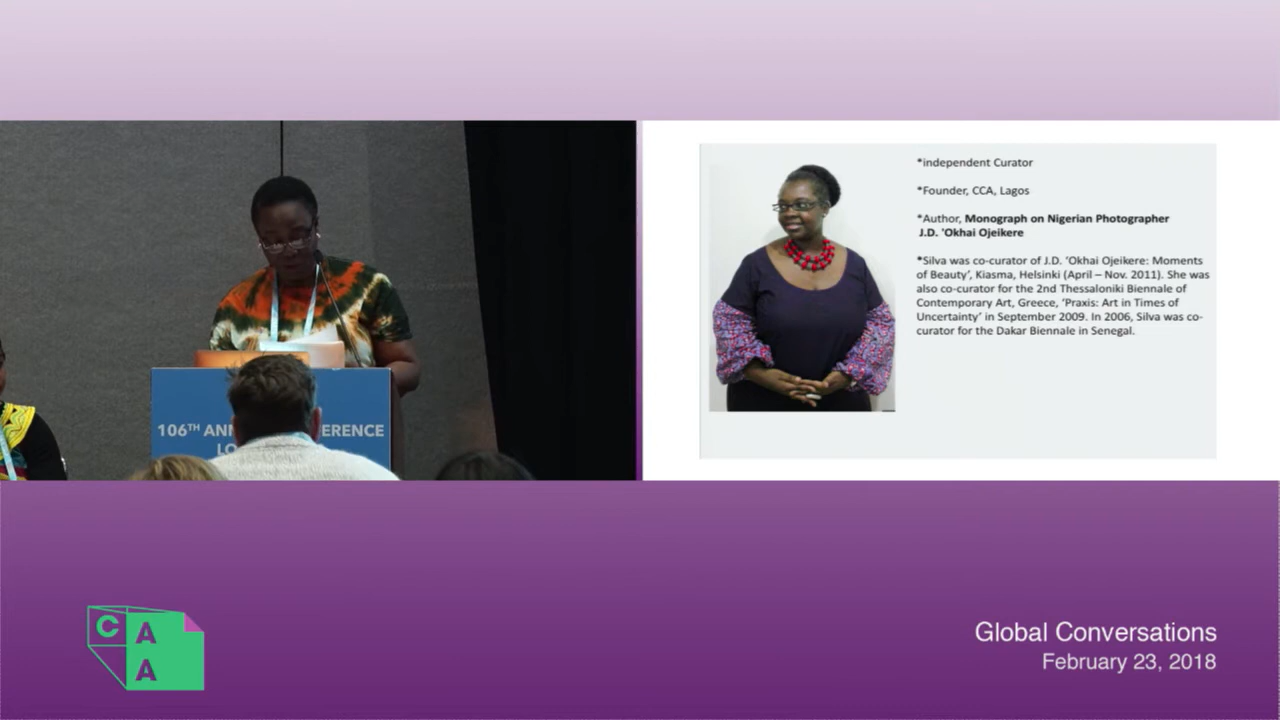 *independent Curator
*Founder, CCA, Lagos
*Author, Monograph on Nigerian Photographer
J.D. 'Okhai Ojeikere
*Silva was co-curator of J.D. 'Okhai Ojeikere: Moments
of Beauty', Kiasma, Helsinki (April – Nov. 2011). She was
also co-curator for the 2nd Thessaloniki Biennale of
Contemporary Art, Greece, 'Praxis: Art in Times of
Uncertainty' in September 2009. In 2006, Silva was co-
curator for the Dakar Biennale in Senegal.
106TH ANN ERENCE
LO
C A
A
Global Conversations
February 23, 2018